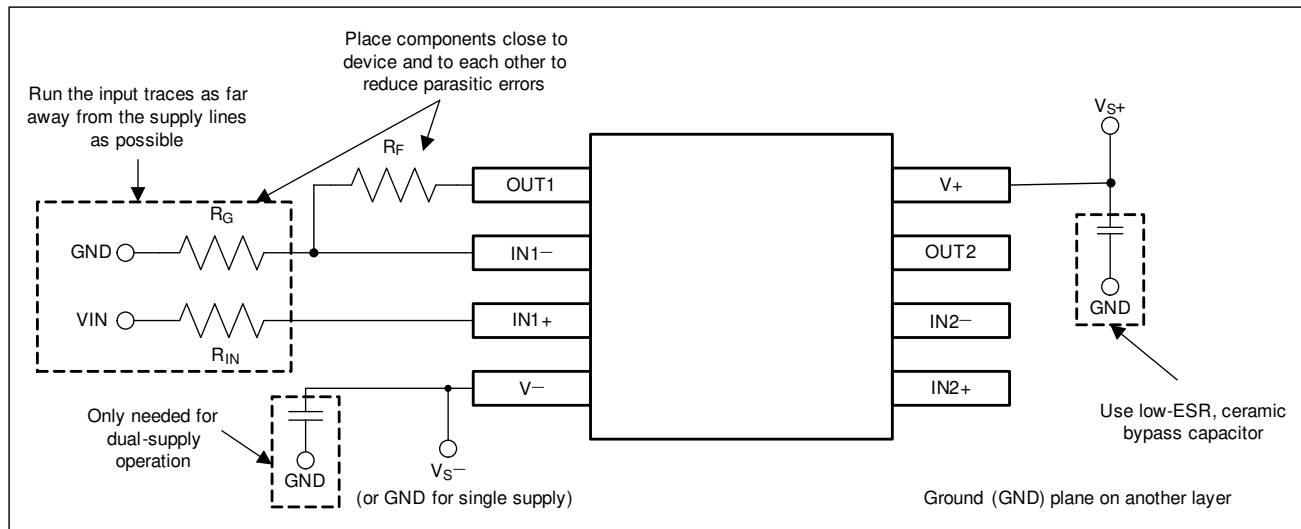 Place components close to
device and to each other to
reduce parasitic errors
Run the input traces as far
away from the supply lines
as possible
VS+
RF
OUT1
V+
RG
GND
IN1−
OUT2
GND
VIN
IN1+
IN2−
RIN
V−
IN2+
Only needed for
dual-supply
operation
GND
VS−
(or GND for single supply)
Use low-ESR, ceramic
bypass capacitor
Ground (GND) plane on another layer